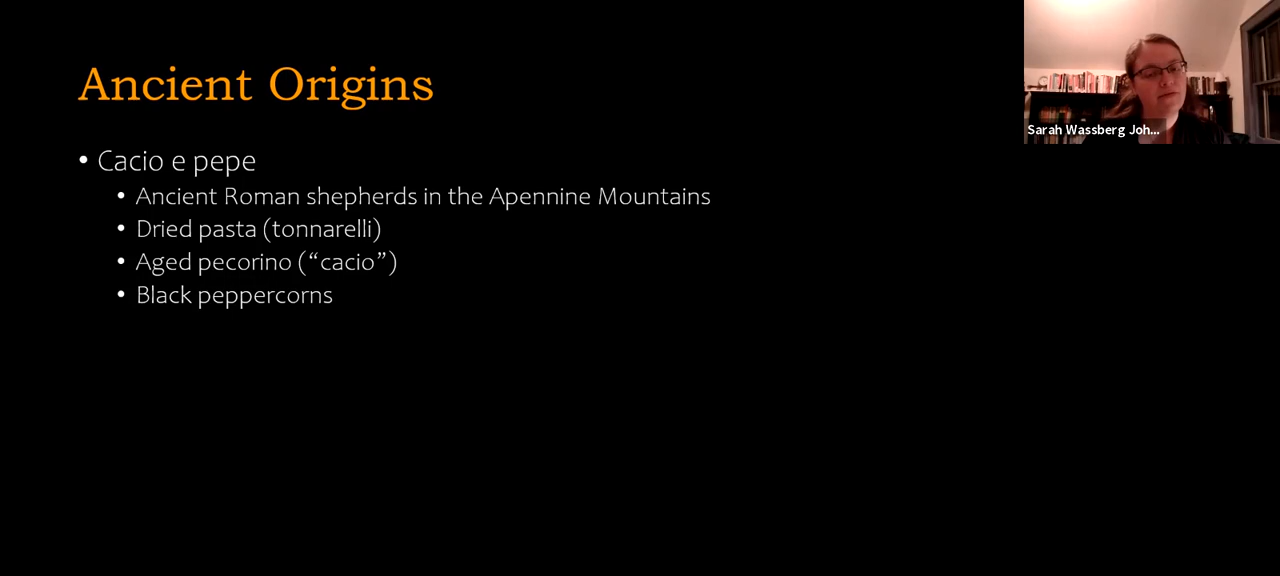 Ancient Origins
• Cacio e pepe
• Ancient Roman shepherds in the Apennine Mountains
• Dried pasta (tonnarelli)
• Aged pecorino (“cacio”)
• Black peppercorns
Sarah Wassberg Joh...